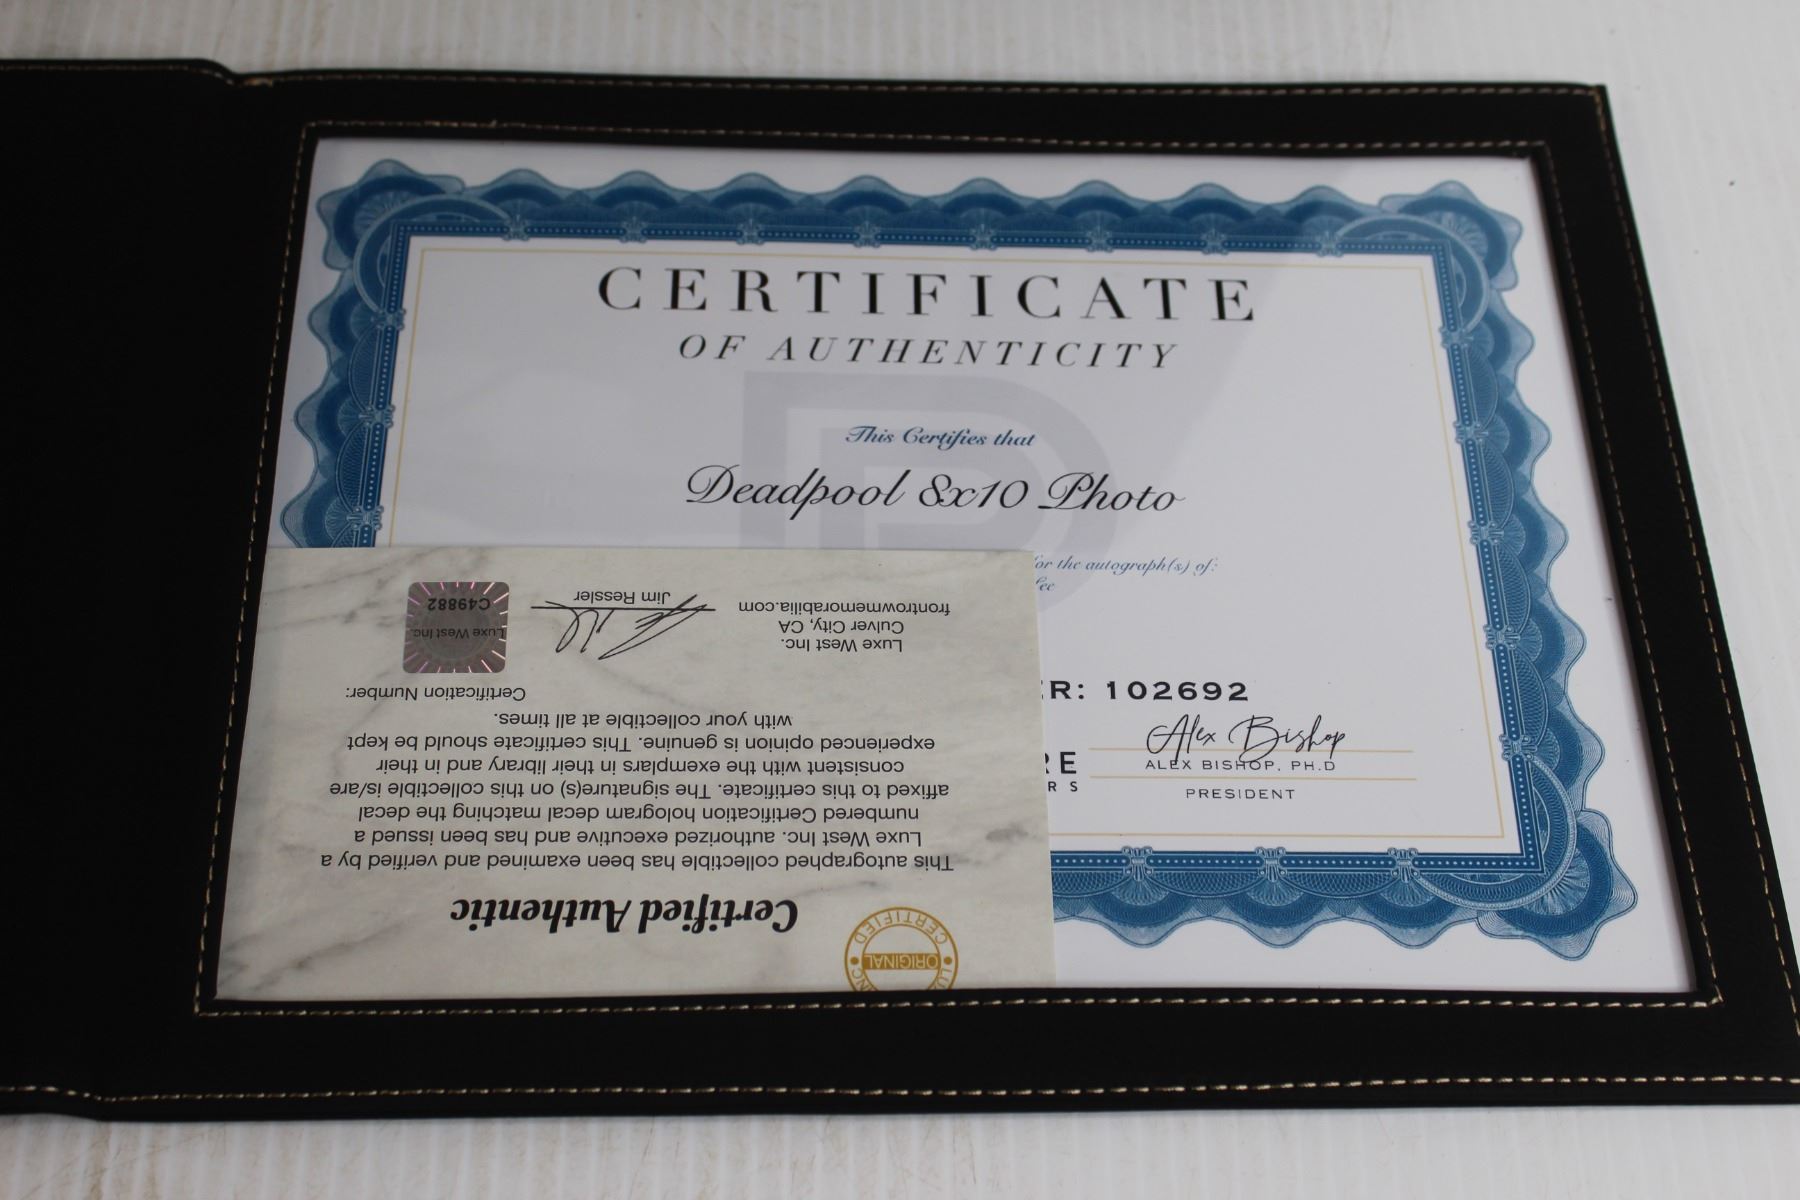 CERTIFICATE
OF AUTHENTICITY
This Certifies that
Deadpool 8x10 Photo
for the autograph(s) of:
ER: 102692
Alex Bishop
RE
ALEX BISHOP, PH.D
RS
PRESIDENT
ORIGINAL
CERTIFIED
Certified Authentic
This autographed collectible has been examined and verified by a
Luxe West Inc. authorized executive and has been issued a
numbered Certification hologram decal matching the decal
affixed to this certificate. The signature(s) on this collectible is/are
consistent with the exemplars in their library and in their
experienced opinion is genuine. This certificate should be kept
with your collectible at all times.
Certification Number:
Luxe West Inc.
Culver City, CA
frontrowmemorabilia.com
Jim Ressler
Luxe West Inc.
C49882